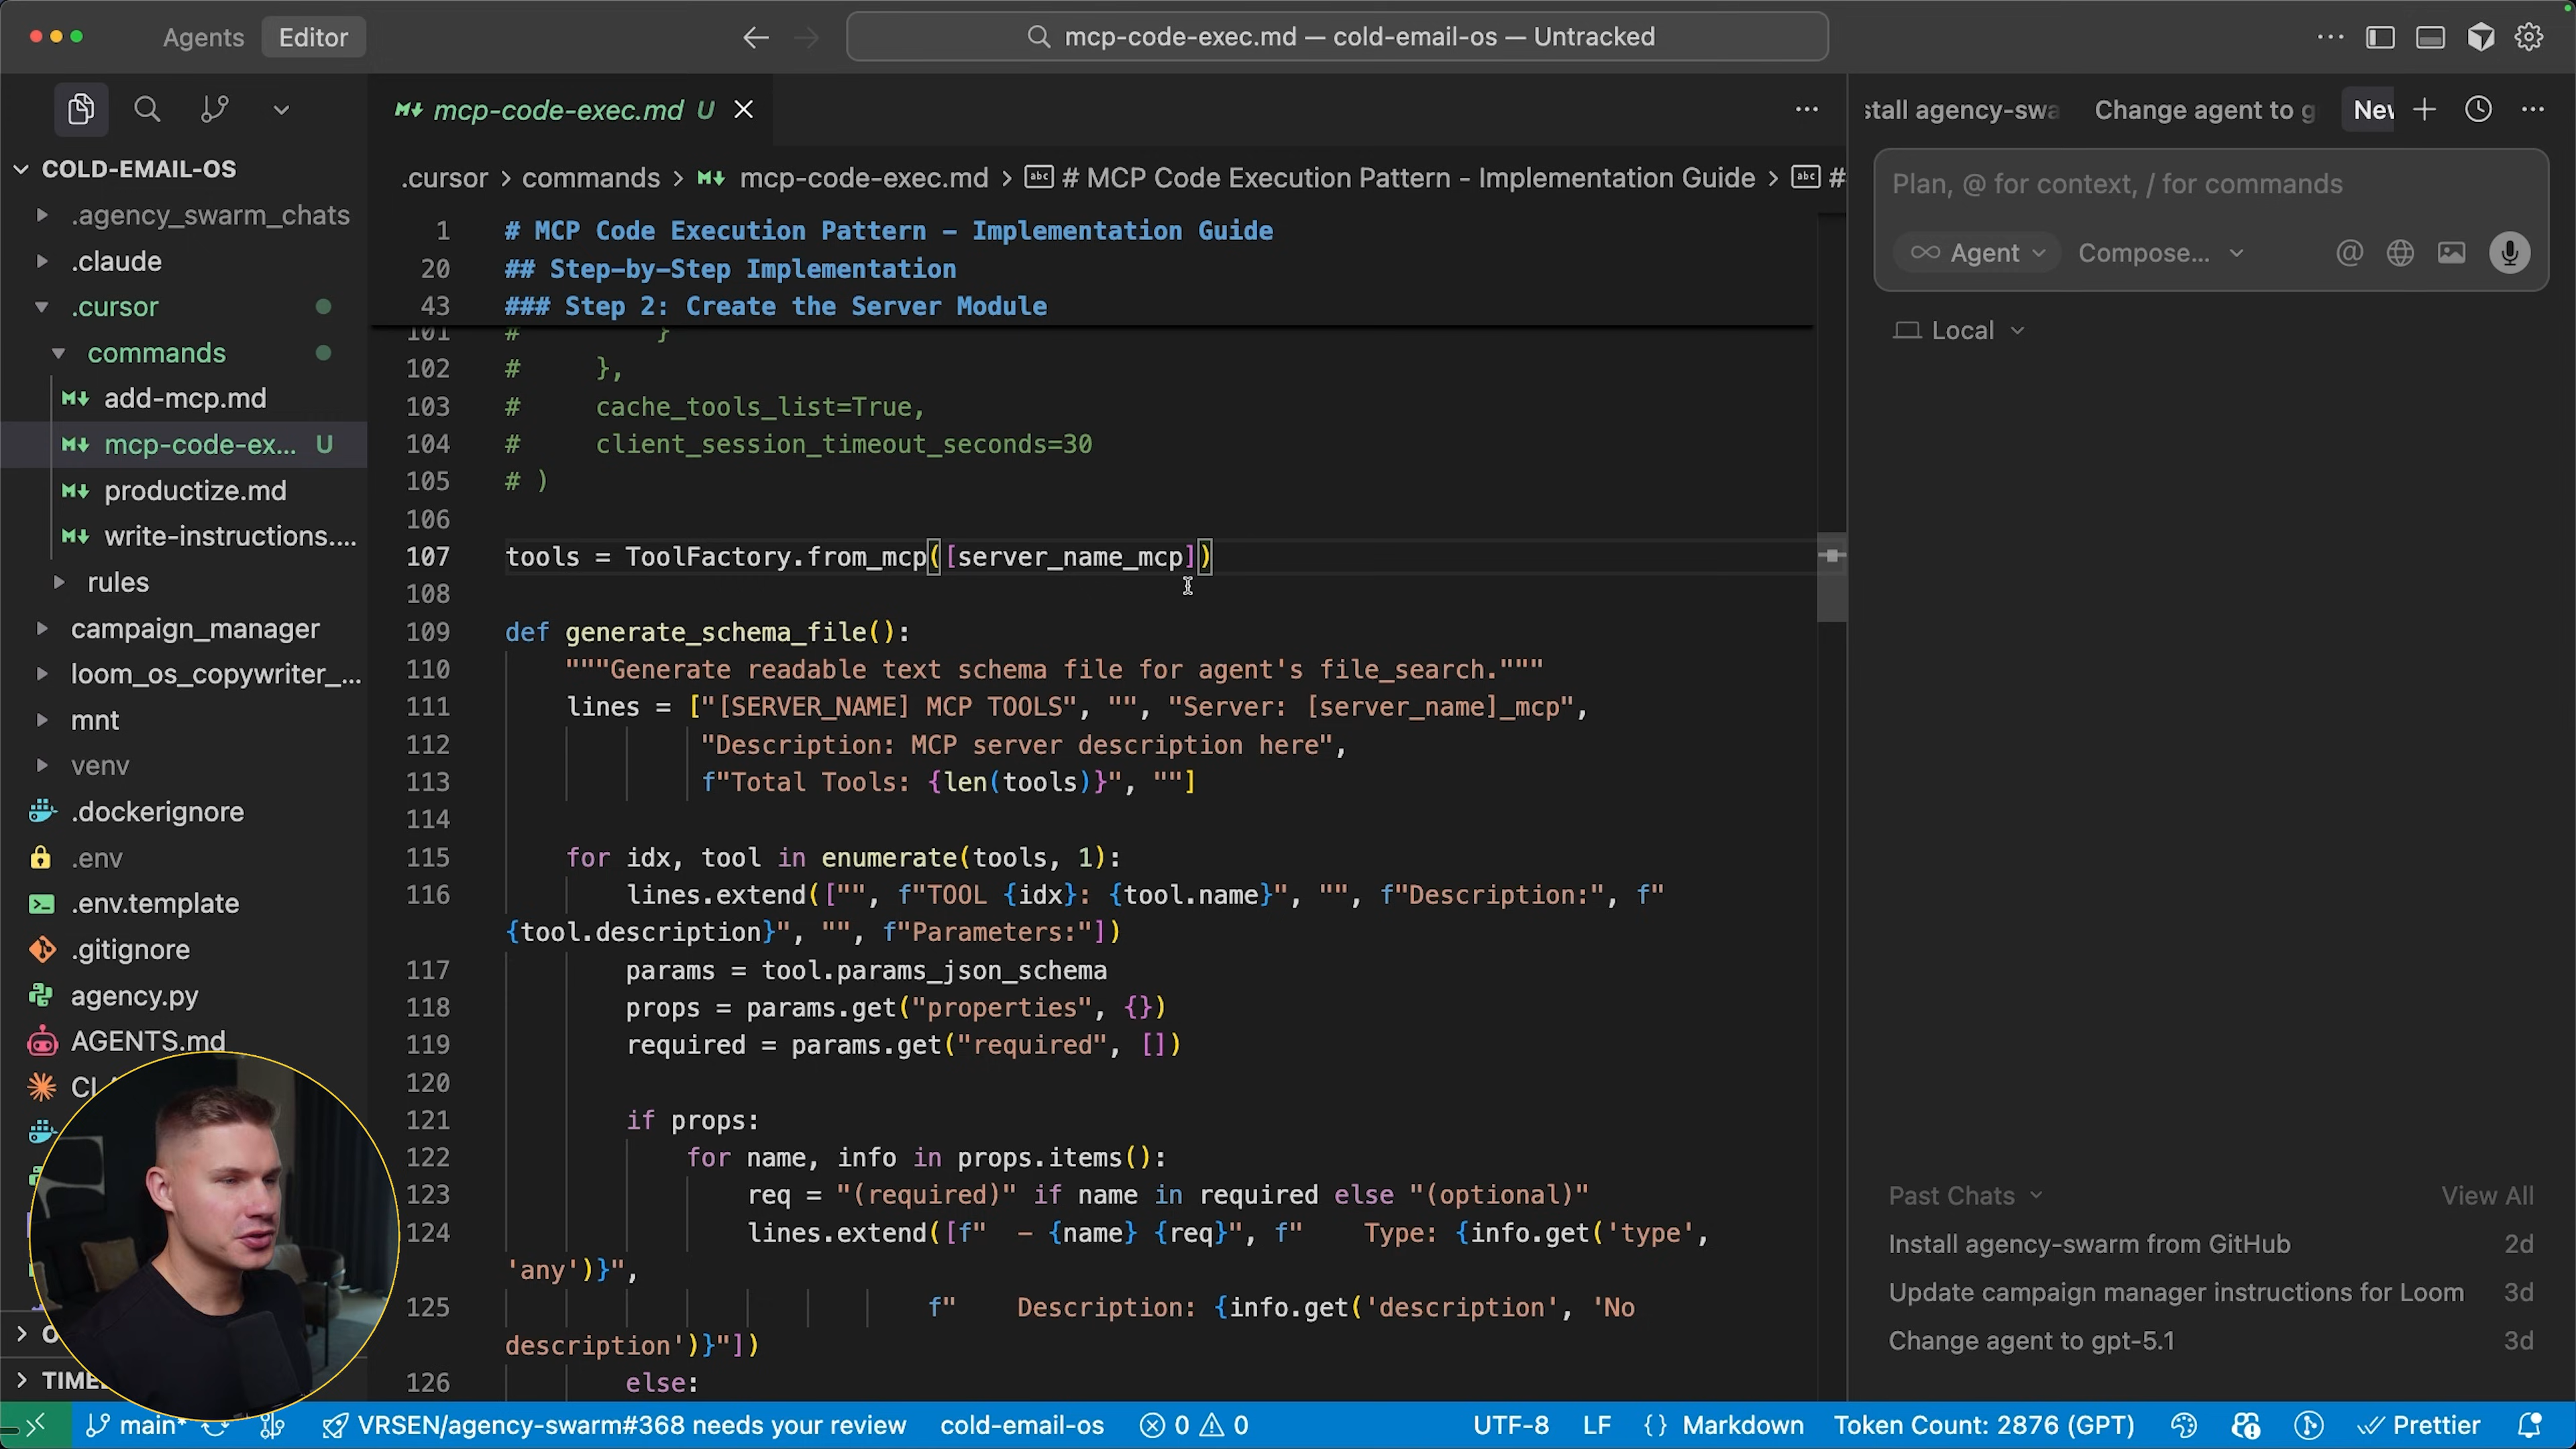 Agents Editor
mcp-code-exec.md — cold-email-os — Untracked
COLD-EMAIL-OS
.agency_swarm_chats
.claude
.cursor
commands
add-mcp.md
mcp-code-ex... U
productize.md
write-instructions....
rules
campaign_manager
loom_os_copywriter_...
mnt
venv
.dockerignore
.env
.env.template
.gitignore
agency.py
AGENTS.md
mcp-code-exec.md U
.cursor > commands > mcp-code-exec.md > # MCP Code Execution Pattern - Implementation Guide > #
1 # MCP Code Execution Pattern - Implementation Guide
20 ## Step-by-Step Implementation
43 ### Step 2: Create the Server Module
101 # }
102 # },
103 # cache_tools_list=True,
104 # client_session_timeout_seconds=30
105 # )
106
107 tools = ToolFactory.from_mcp([server_name_mcp])
108
109 def generate_schema_file():
110 """Generate readable text schema file for agent's file_search."""
111 lines = ["[SERVER_NAME] MCP TOOLS", "", "Server: [server_name]_mcp",
112 "Description: MCP server description here",
113 f"Total Tools: {len(tools)}", ""]
114
115 for idx, tool in enumerate(tools, 1):
116 lines.extend(["", f"TOOL {idx}: {tool.name}", "", f"Description:", f"
{tool.description}", "", f"Parameters:"])
117 params = tool.params_json_schema
118 props = params.get("properties", {})
119 required = params.get("required", [])
120
121 if props:
122 for name, info in props.items():
123 req = "(required)" if name in required else "(optional)"
124 lines.extend([f" - {name} {req}", f" Type: {info.get('type',
'any')}",
125 f" Description: {info.get('description', 'No
description')}"])
126 else:
stall agency-swa Change agent to g New
Plan, @ for context, / for commands
Agent Compose...
Local
Past Chats View All
Install agency-swarm from GitHub 2d
Update campaign manager instructions for Loom 3d
Change agent to gpt-5.1 3d
main* VRSEN/agency-swarm#368 needs your review cold-email-os 0 0 UTF-8 LF {} Markdown Token Count: 2876 (GPT) Prettier